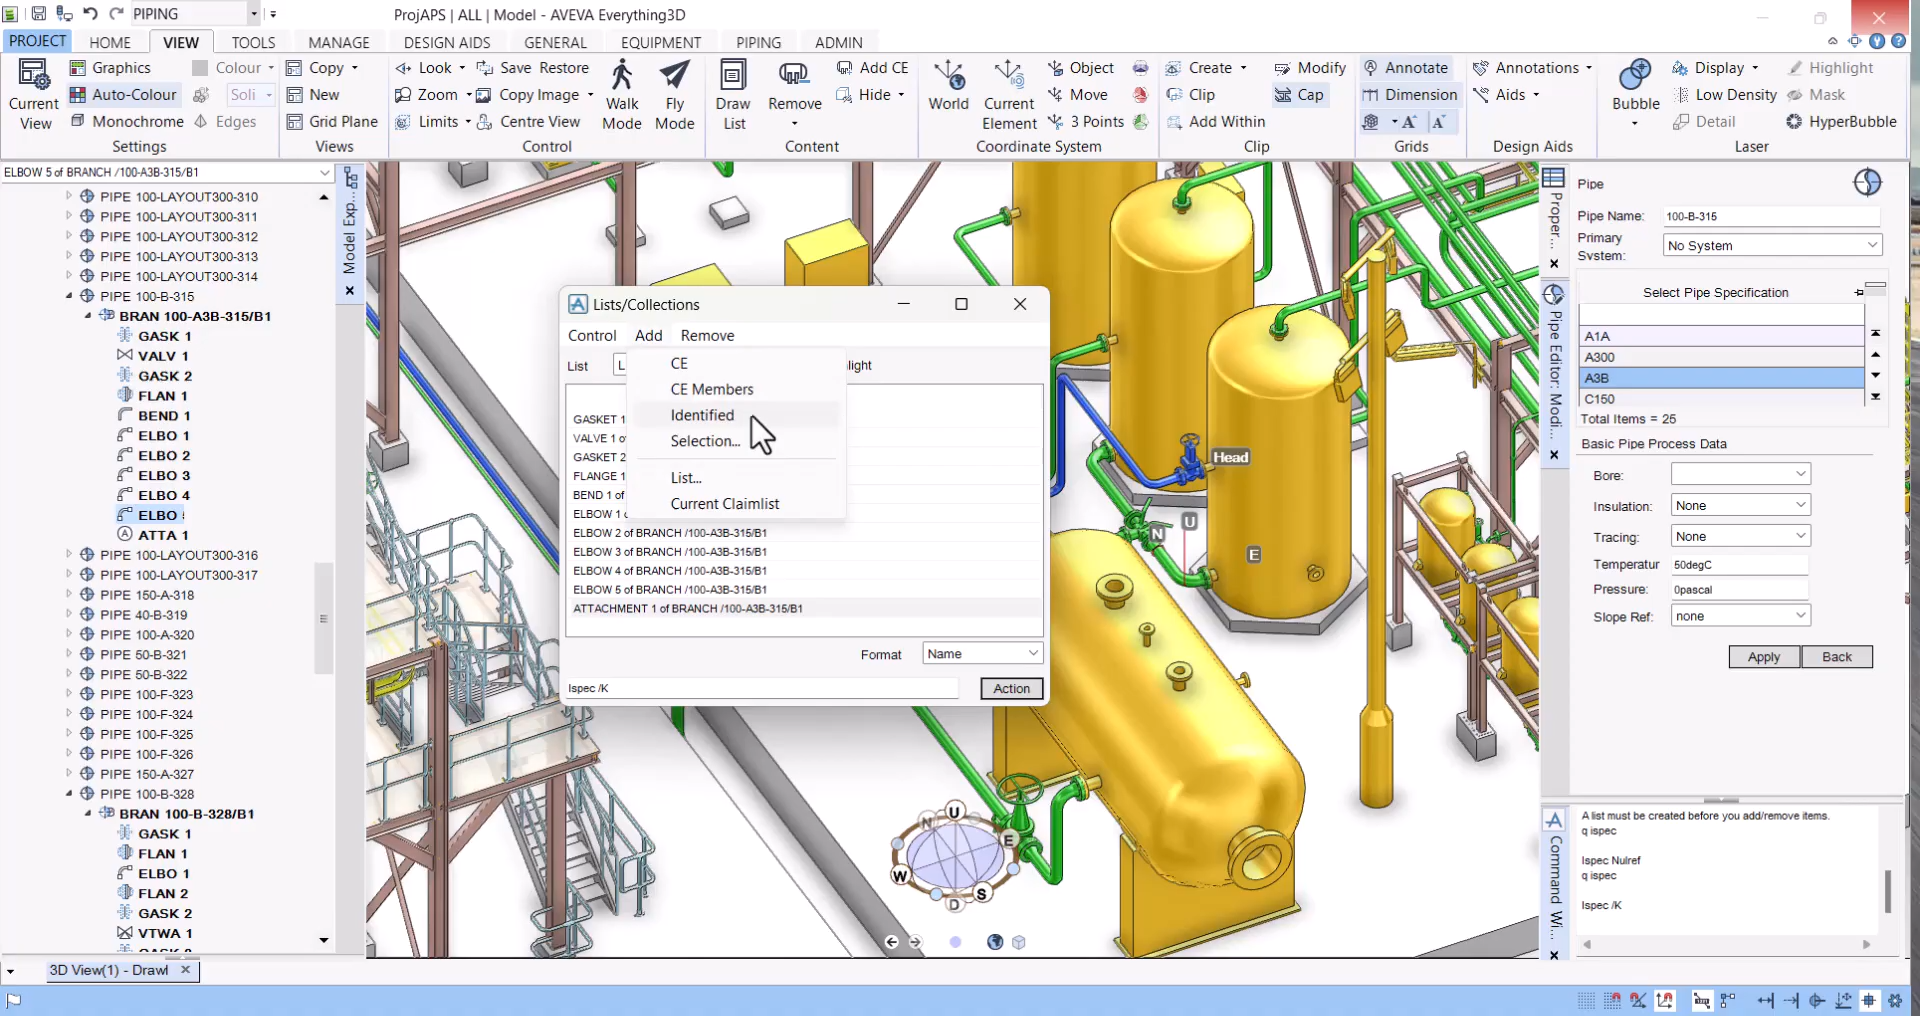 PIPING
ProjAPS | ALL | Model - AVEVA Everything3D
PROJECT
HOME
VIEW
TOOLS
MANAGE
DESIGN AIDS
GENERAL
EQUIPMENT
PIPING
ADMIN
Current
View
Graphics
Auto-Colour
Monochrome
Colour
Soli
Edges
Settings
Copy
New
Grid Plane
Views
Look
Zoom
Limits
Save
Restore
Copy Image
Centre View
Walk
Mode
Fly
Mode
Control
Draw
List
Remove
Add CE
Hide
Content
World
Current
Element
Object
Move
3 Points
Coordinate System
Create
Clip
Add Within
Modify
Cap
Clip
Annotate
Dimension
Grids
Annotations
Aids
Design Aids
Bubble
Display
Low Density
Detail
Highlight
Mask
HyperBubble
Laser
ELBOW 5 of BRANCH /100-A3B-315/B1
PIPE 100-LAYOUT300-310
PIPE 100-LAYOUT300-311
PIPE 100-LAYOUT300-312
PIPE 100-LAYOUT300-313
PIPE 100-LAYOUT300-314
PIPE 100-B-315
BRAN 100-A3B-315/B1
GASK 1
VALV 1
GASK 2
FLAN 1
BEND 1
ELBO 1
ELBO 2
ELBO 3
ELBO 4
ELBO
ATTA 1
PIPE 100-LAYOUT300-316
PIPE 100-LAYOUT300-317
PIPE 150-A-318
PIPE 40-B-319
PIPE 100-A-320
PIPE 50-B-321
PIPE 50-B-322
PIPE 100-F-323
PIPE 100-F-324
PIPE 100-F-325
PIPE 100-F-326
PIPE 150-A-327
PIPE 100-B-328
BRAN 100-B-328/B1
GASK 1
FLAN 1
ELBO 1
FLAN 2
GASK 2
VTWA 1
Model Exp...
3D View(1) - Drawl
Lists/Collections
Control
Add
Remove
List
L
light
CE
CE Members
Identified
Selection...
List...
Current Claimlist
GASKET 1
VALVE 1 of
GASKET 2
FLANGE 1
BEND 1 of
ELBOW 1 o
ELBOW 2 of BRANCH /100-A3B-315/B1
ELBOW 3 of BRANCH /100-A3B-315/B1
ELBOW 4 of BRANCH /100-A3B-315/B1
ELBOW 5 of BRANCH /100-A3B-315/B1
ATTACHMENT 1 of BRANCH /100-A3B-315/B1
Format
Name
Ispec /K
Action
Head
U
N
E
U
N
E
W
S
D
Proper...
Pipe Editor: Modi...
Command Wi...
Pipe
Pipe Name:
100-B-315
Primary
System:
No System
Select Pipe Specification
A1A
A300
A3B
C150
Total Items = 25
Basic Pipe Process Data
Bore:
Insulation:
None
Tracing:
None
Temperatur
50degC
Pressure:
0pascal
Slope Ref:
none
Apply
Back
A list must be created before you add/remove items.
q ispec
Ispec Nulref
q ispec
Ispec /K